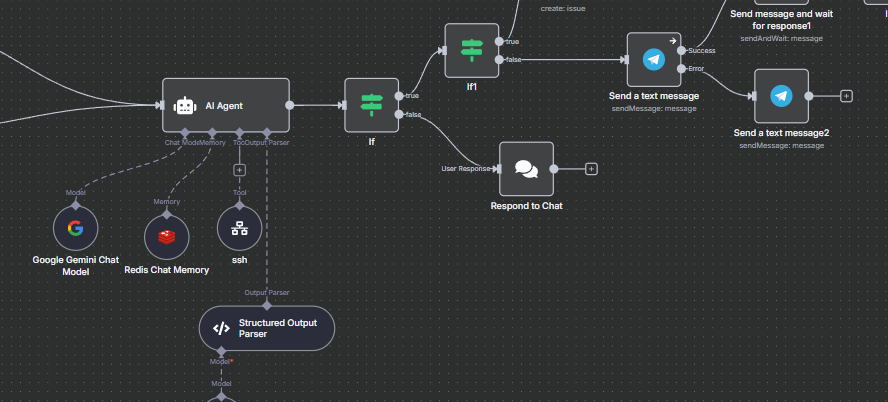 create: issue
Send message and wait
for response1
sendAndWait: message
true
false
If1
Success
Error
Send a text message
sendMessage: message
Send a text message2
sendMessage: message
AI Agent
true
false
If
Chat Model
Memory
Tool
Output Parser
User Response
Respond to Chat
Model
Memory
Tool
Google Gemini Chat
Model
Redis Chat Memory
ssh
Output Parser
Structured Output
Parser
Model*
Model